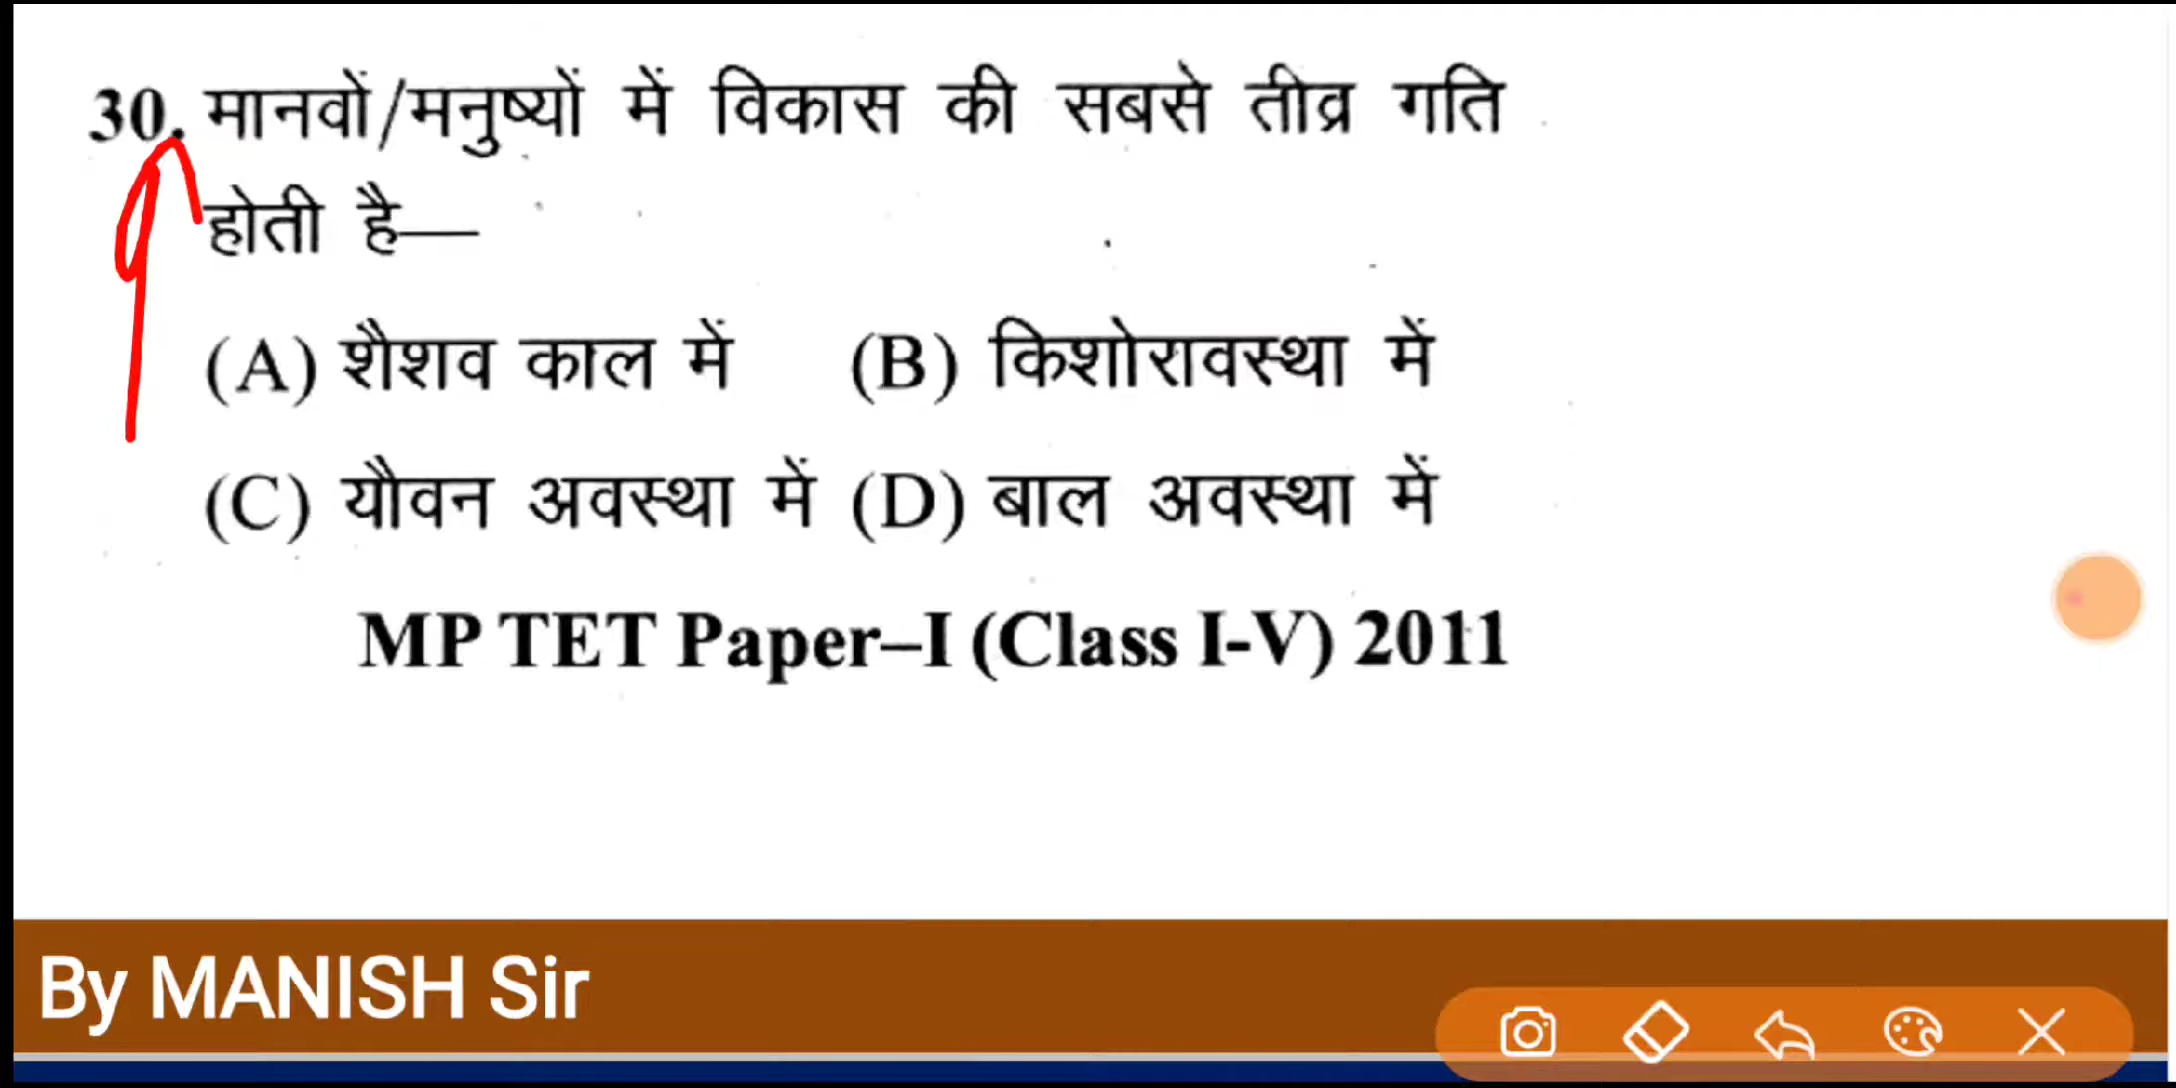 30. मानवों/मनुष्यों में विकास की सबसे तीव्र गति
होती है—
(A) शैशव काल में (B) किशोरावस्था में
(C) यौवन अवस्था में (D) बाल अवस्था में
MP TET Paper–I (Class I-V) 2011
By MANISH Sir